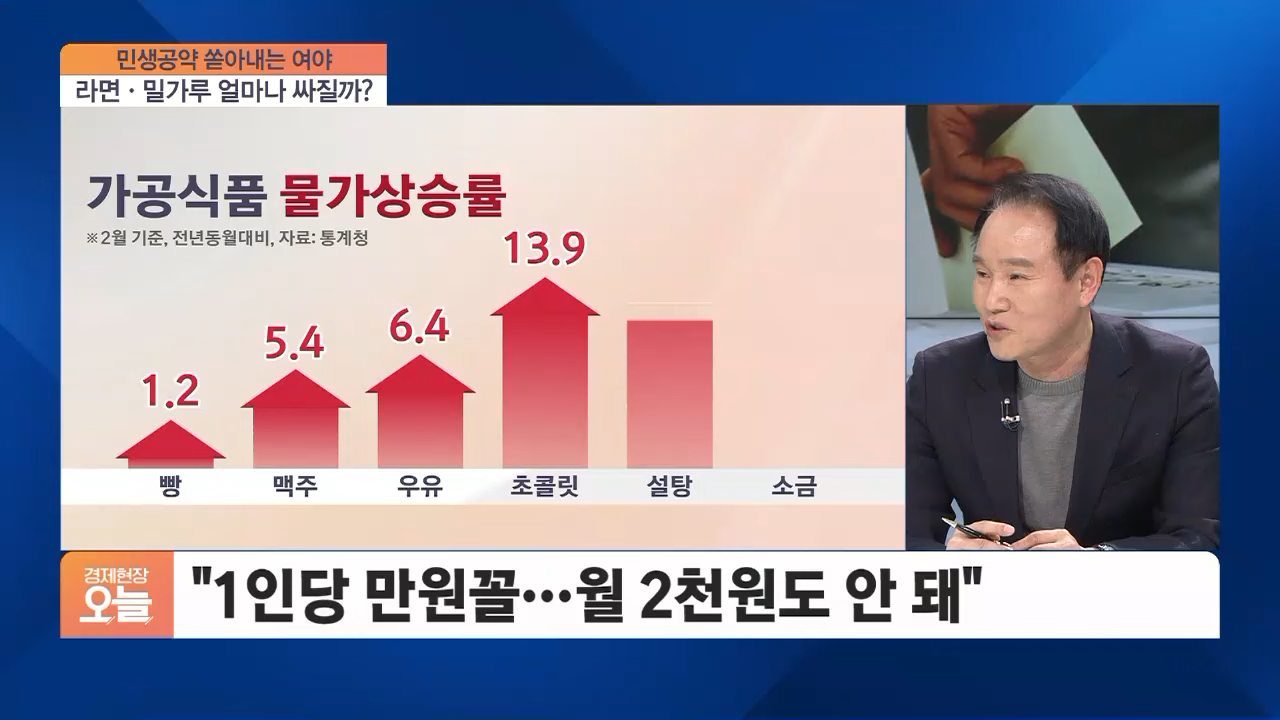 민생공약 쏟아내는 여야
라면·밀가루 얼마나 싸질까?
가공식품 물가상승률
※2월 기준, 전년동월대비, 자료: 통계청
1.2
5.4
6.4
13.9
빵
맥주
우유
초콜릿
설탕
소금
경제현장
오늘
"1인당 만원꼴…월 2천원도 안 돼"